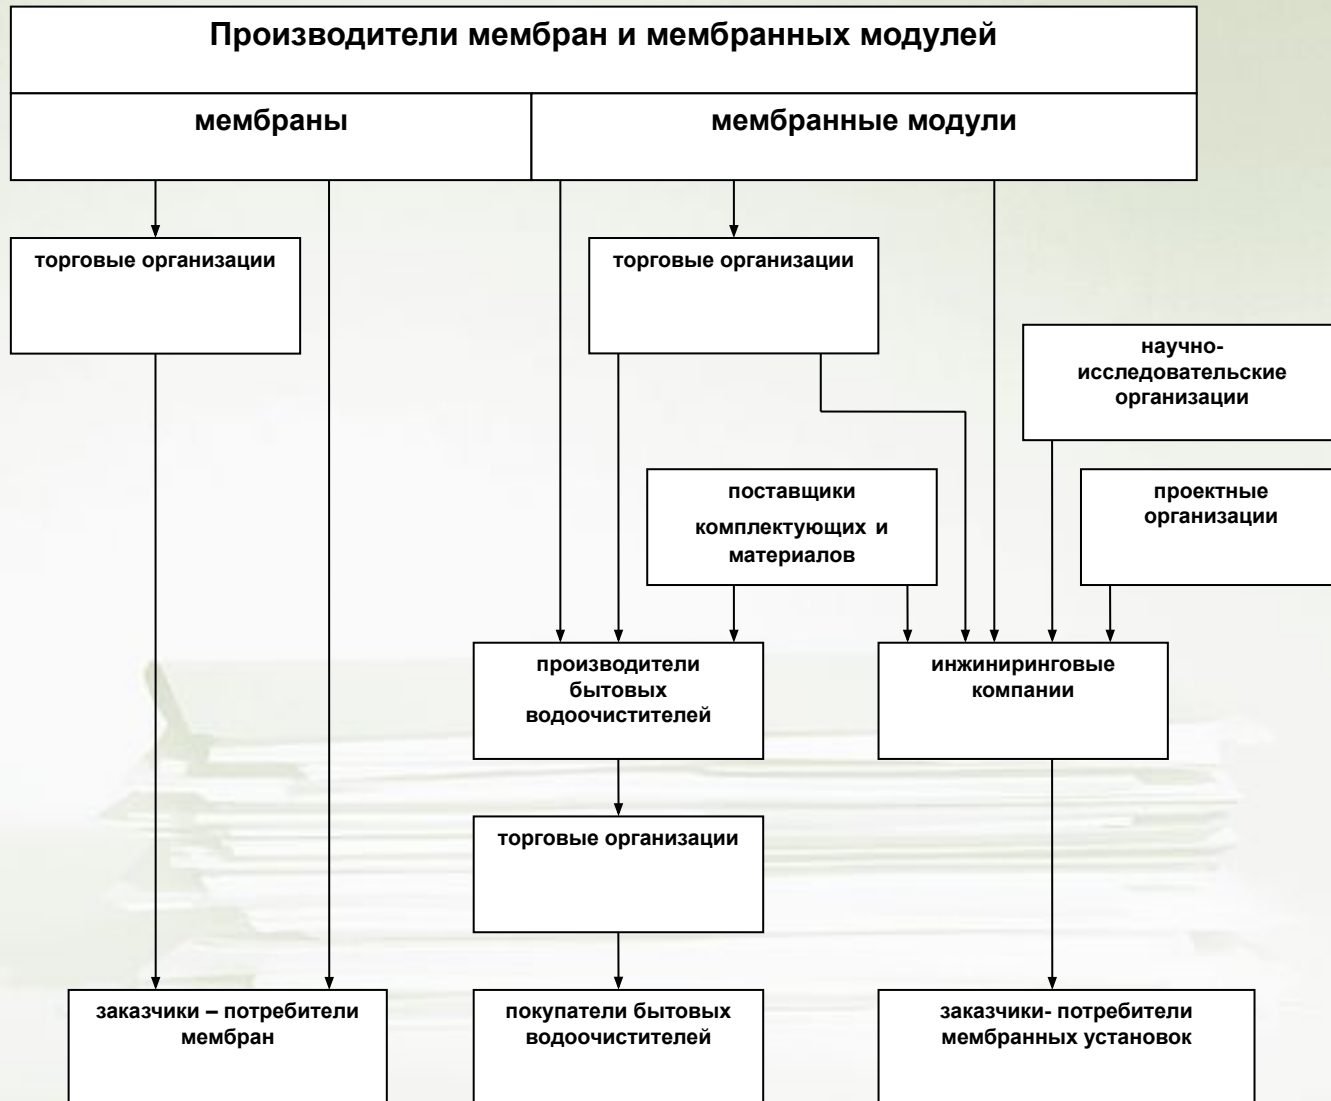 Производители мембран и мембранных модулей
мембраны
мембранные модули
торговые организации
торговые организации
научно-
исследовательские
организации
поставщики
комплектующих и
материалов
проектные
организации
производители
бытовых
водоочистителей
инжиниринговые
компании
торговые организации
заказчики – потребители
мембран
покупатели бытовых
водоочистителей
заказчики- потребители
мембранных установок